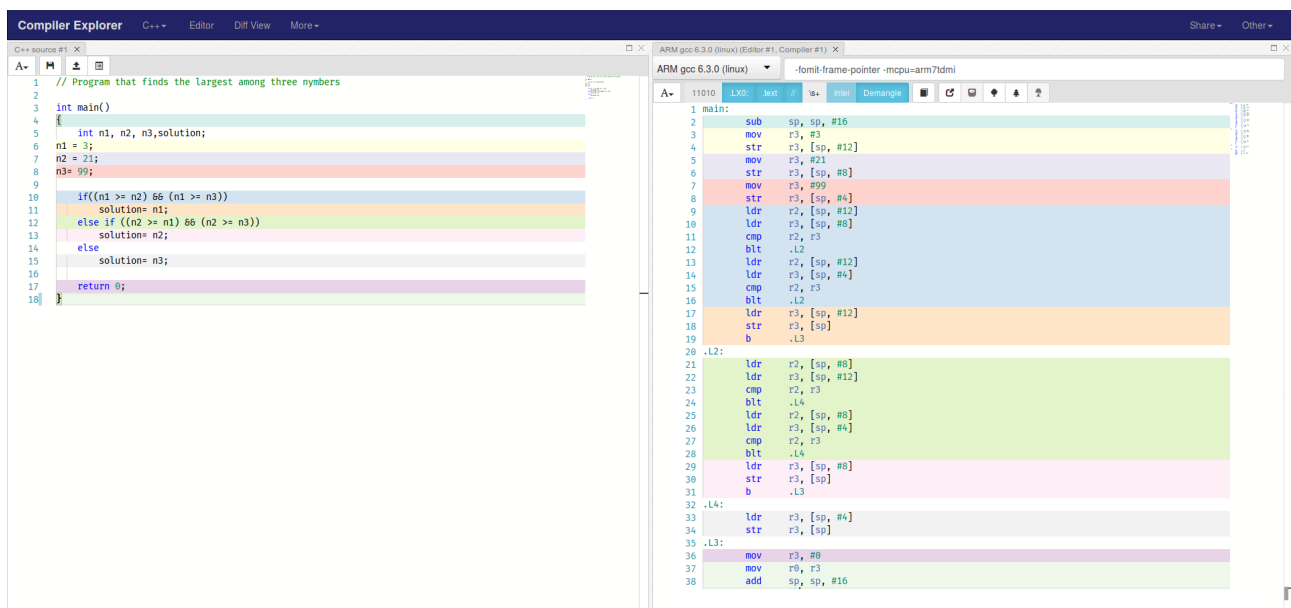 Compiler Explorer C++ Editor Diff View More Share Other
C++ source #1 X
A
1 // Program that finds the largest among three nymbers
2
3 int main()
4 {
5 int n1, n2, n3,solution;
6 n1 = 3;
7 n2 = 21;
8 n3= 99;
9
10 if((n1 >= n2) && (n1 >= n3))
11 solution= n1;
12 else if ((n2 >= n1) && (n2 >= n3))
13 solution= n2;
14 else
15 solution= n3;
16
17 return 0;
18 }
ARM gcc 6.3.0 (linux) (Editor #1, Compiler #1) X
ARM gcc 6.3.0 (linux) -fomit-frame-pointer -mcpu=arm7tdmi
A 11010 .LX0: .text // \s+ Intel Demangle
1 main:
2 sub sp, sp, #16
3 mov r3, #3
4 str r3, [sp, #12]
5 mov r3, #21
6 str r3, [sp, #8]
7 mov r3, #99
8 str r3, [sp, #4]
9 ldr r2, [sp, #12]
10 ldr r3, [sp, #8]
11 cmp r2, r3
12 blt .L2
13 ldr r2, [sp, #12]
14 ldr r3, [sp, #4]
15 cmp r2, r3
16 blt .L2
17 ldr r3, [sp, #12]
18 str r3, [sp]
19 b .L3
20 .L2:
21 ldr r2, [sp, #8]
22 ldr r3, [sp, #12]
23 cmp r2, r3
24 blt .L4
25 ldr r2, [sp, #8]
26 ldr r3, [sp, #4]
27 cmp r2, r3
28 blt .L4
29 ldr r3, [sp, #8]
30 str r3, [sp]
31 b .L3
32 .L4:
33 ldr r3, [sp, #4]
34 str r3, [sp]
35 .L3:
36 mov r3, #0
37 mov r0, r3
38 add sp, sp, #16